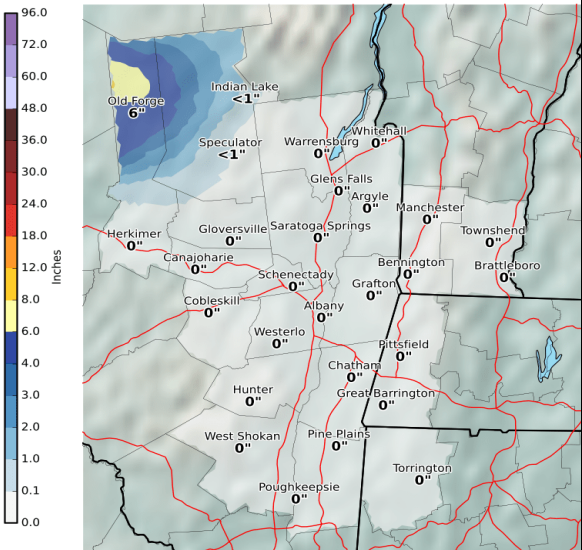 96.0
72.0
60.0
48.0
36.0
30.0
24.0
18.0
12.0
8.0
6.0
4.0
3.0
2.0
1.0
0.1
0.0
Inches
Old Forge
6"
Indian Lake
<1"
Speculator
<1"
Warrensburg
0"
Whitehall
0"
Glens Falls
0"
Argyle
0"
Manchester
0"
Herkimer
0"
Gloversville
0"
Saratoga Springs
0"
Townshend
0"
Canajoharie
0"
Schenectady
0"
Bennington
0"
Brattleboro
0"
Cobleskill
0"
Albany
0"
Grafton
0"
Westerlo
0"
Pittsfield
0"
Chatham
0"
Hunter
0"
Great Barrington
0"
West Shokan
0"
Pine Plains
0"
Torrington
0"
Poughkeepsie
0"